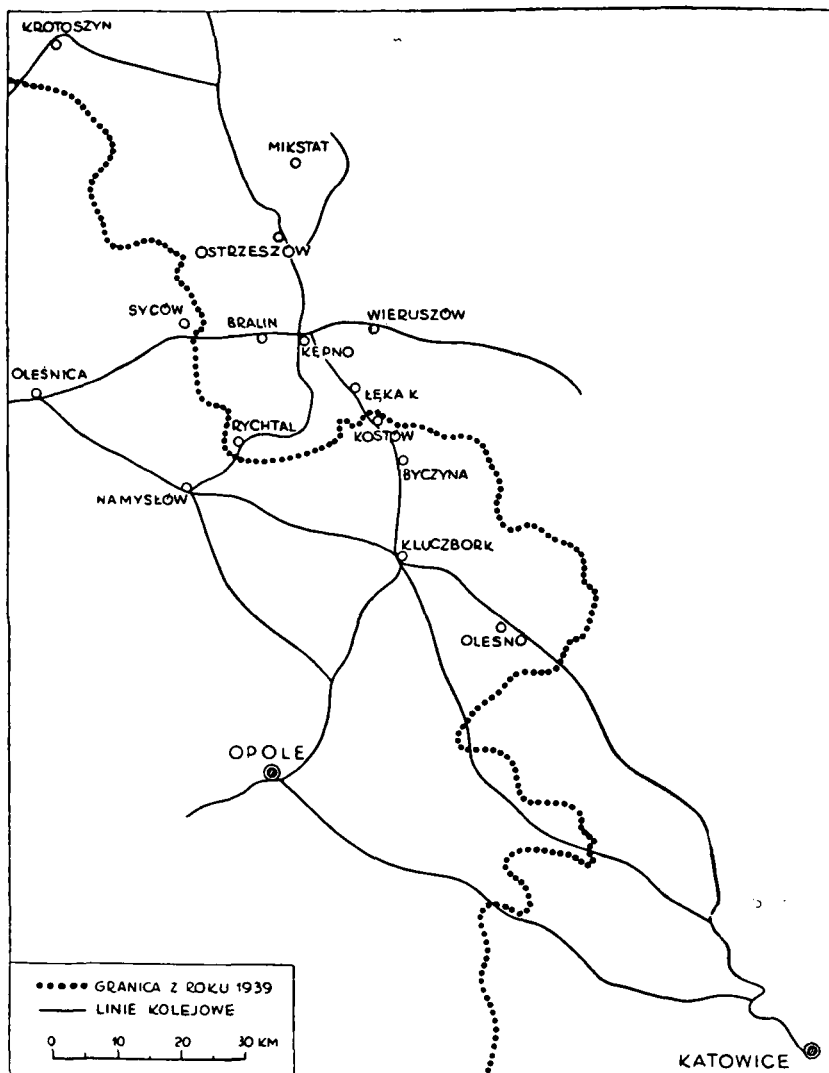 KROTOSZYN
MIKSTAT
OSTRZESZÓW
SYCÓW
BRALIN
WIERUSZÓW
KĘPNO
OLEŚNICA
ŁĘKA K
RYCHTAL
KOSTÓW
BYCZYNA
NAMYSŁÓW
KLUCZBORK
OLESNO
OPOLE
GRANICA Z ROKU 1939
LINIE KOLEJOWE
0 10 20 30 KM
KATOWICE